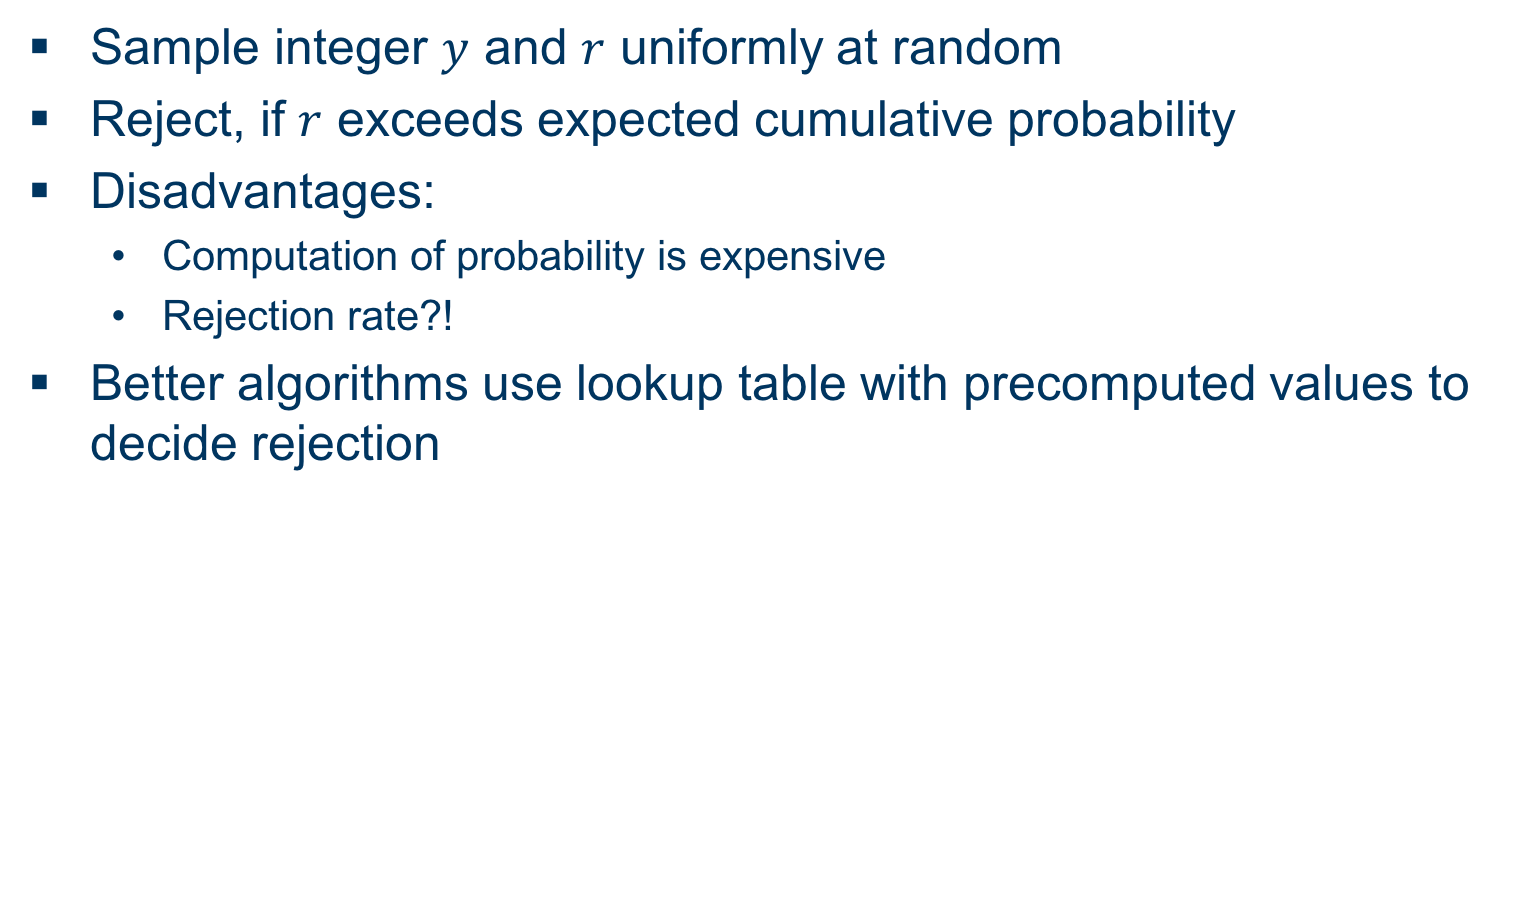 ▪ Sample integer y and r uniformly at random
▪ Reject, if r exceeds expected cumulative probability
▪ Disadvantages:
• Computation of probability is expensive
• Rejection rate?!
▪ Better algorithms use lookup table with precomputed values to
decide rejection